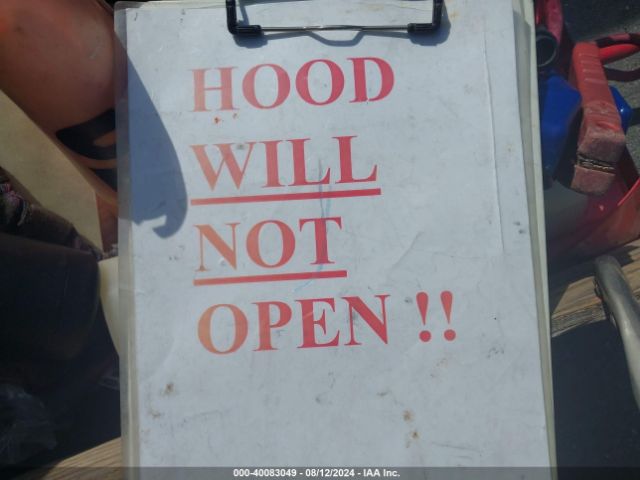 HOOD
WILL
NOT
OPEN !!
000-40083049 - 08/12/2024 - IAA Inc.